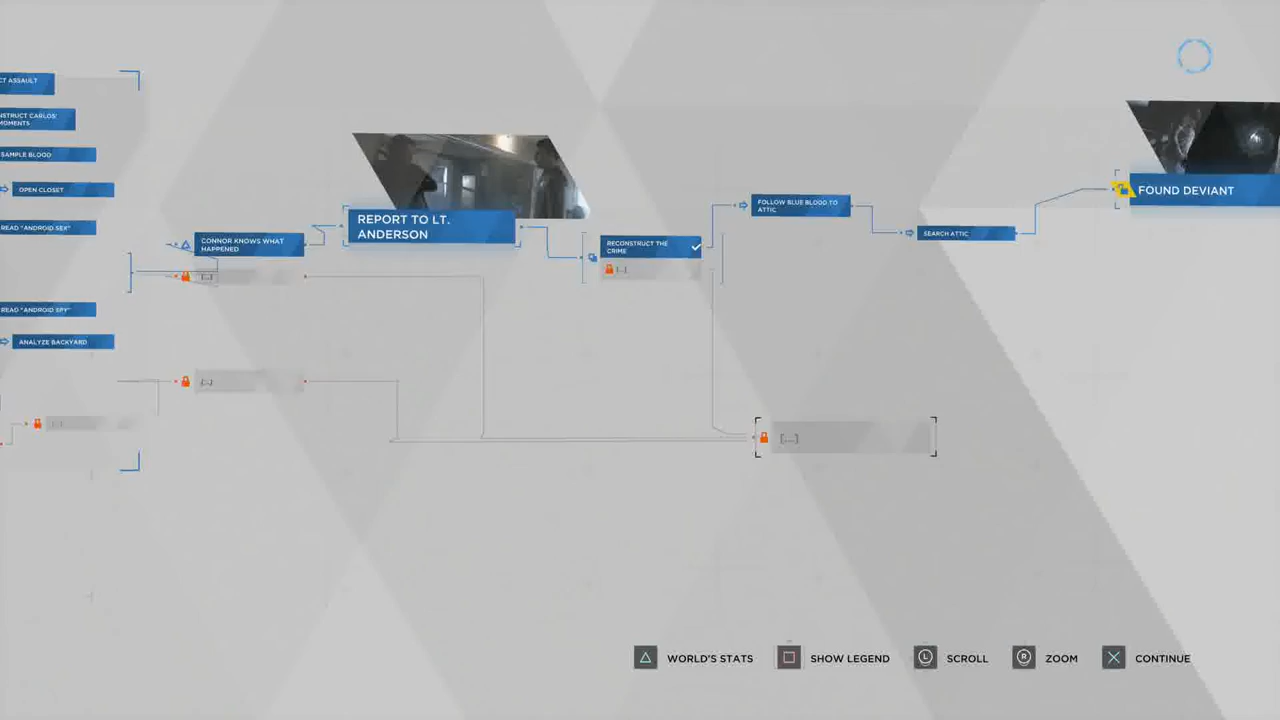 CT ASSAULT
NSTRUCT CARLOS'
MOMENTS
SAMPLE BLOOD
OPEN CLOSET
READ "ANDROID SEX"
READ "ANDROID SPY"
ANALYZE BACKYARD
[...]
CONNOR KNOWS WHAT
HAPPENED
[...]
[...]
REPORT TO LT.
ANDERSON
RECONSTRUCT THE
CRIME
[...]
FOLLOW BLUE BLOOD TO
ATTIC
SEARCH ATTIC
[...]
FOUND DEVIANT
WORLD'S STATS
SHOW LEGEND
L
SCROLL
R
ZOOM
CONTINUE